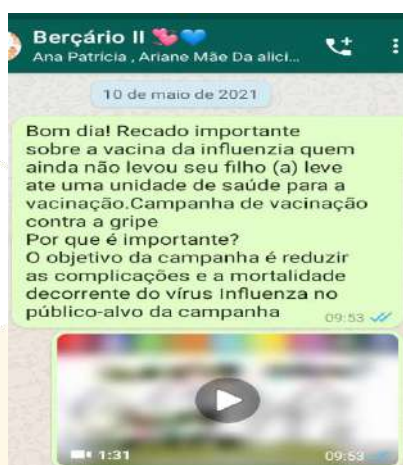 Berçário II 💝💙
Ana Patrícia , Ariane Mãe Da alici...
10 de maio de 2021
Bom dia! Recado importante
sobre a vacina da influenzia quem
ainda não levou seu filho (a) leve
ate uma unidade de saúde para a
vacinação.Campanha de vacinação
contra a gripe
Por que é importante?
O objetivo da campanha é reduzir
as complicações e a mortalidade
decorrente do vírus Influenza no
público-alvo da campanha
09:53
1:31
09:53